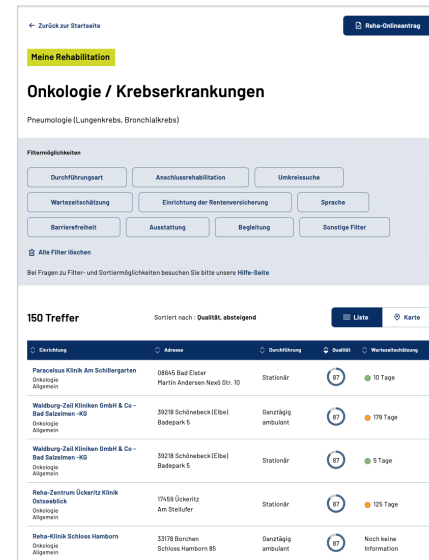 ← Zurück zur Startseite
Reha-Onlineantrag
Meine Rehabilitation
Onkologie / Krebserkrankungen
Pneumologie (Lungenkrebs, Bronchialkrebs)
Filtermöglichkeiten
Durchführungsart Anschlussrehabilitation Umkreissuche
Wartezeitschätzung Einrichtung der Rentenversicherung Sprache
Barrierefreiheit Ausstattung Begleitung Sonstige Filter
Alle Filter löschen
Bei Fragen zu Filter- und Sortiermöglichkeiten besuchen Sie bitte unsere Hilfe-Seite
150 Treffer Sortiert nach : Qualität, absteigend Liste Karte
Einrichtung Adresse Durchführung Qualität Wartezeitschätzung
Paracelsus Klinik Am Schillergarten
Onkologie
Allgemein
08645 Bad Elster
Martin Andersen Nexö Str. 10
Stationär
87
10 Tage
Waldburg-Zeil Kliniken GmbH & Co -
Bad Salzelmen -KG
Onkologie
Allgemein
39218 Schönebeck (Elbe)
Badepark 5
Ganztägig
ambulant
87
179 Tage
Waldburg-Zeil Kliniken GmbH & Co -
Bad Salzelmen -KG
Onkologie
Allgemein
39218 Schönebeck (Elbe)
Badepark 5
Stationär
87
5 Tage
Reha-Zentrum Ückeritz Klinik
Ostseeblick
Onkologie
Allgemein
17459 Ückeritz
Am Steilufer
Stationär
87
125 Tage
Reha-Klinik Schloss Hamborn
Onkologie
Allgemein
33178 Borchen
Schloss Hamborn 85
Ganztägig
ambulant
87
Noch keine
Information